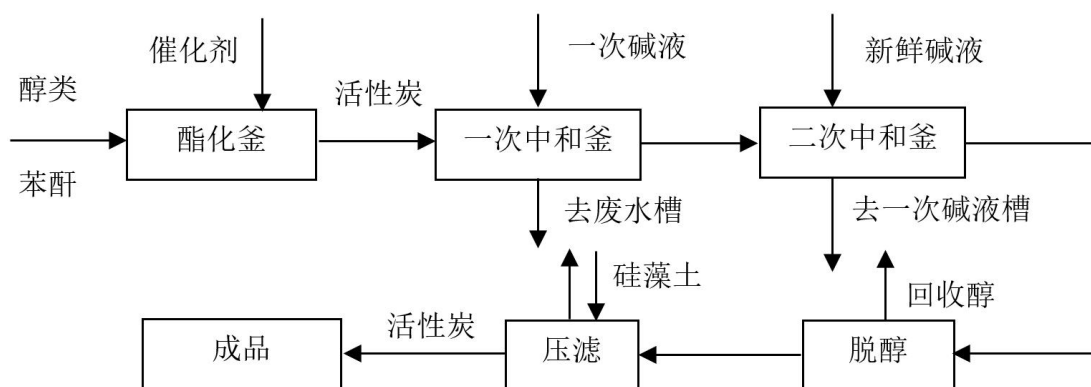 催化剂
一次碱液
新鲜碱液
醇类
活性炭
酯化釜
一次中和釜
二次中和釜
苯酐
去废水槽
去一次碱液槽
硅藻土
回收醇
活性炭
成品
压滤
脱醇